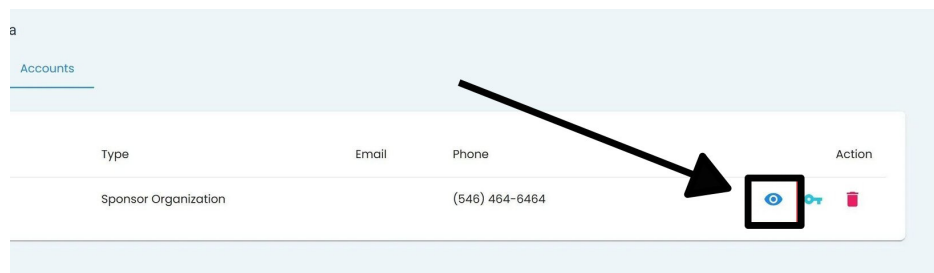 a
Accounts
Type Email Phone Action
Sponsor Organization (546) 464-6464